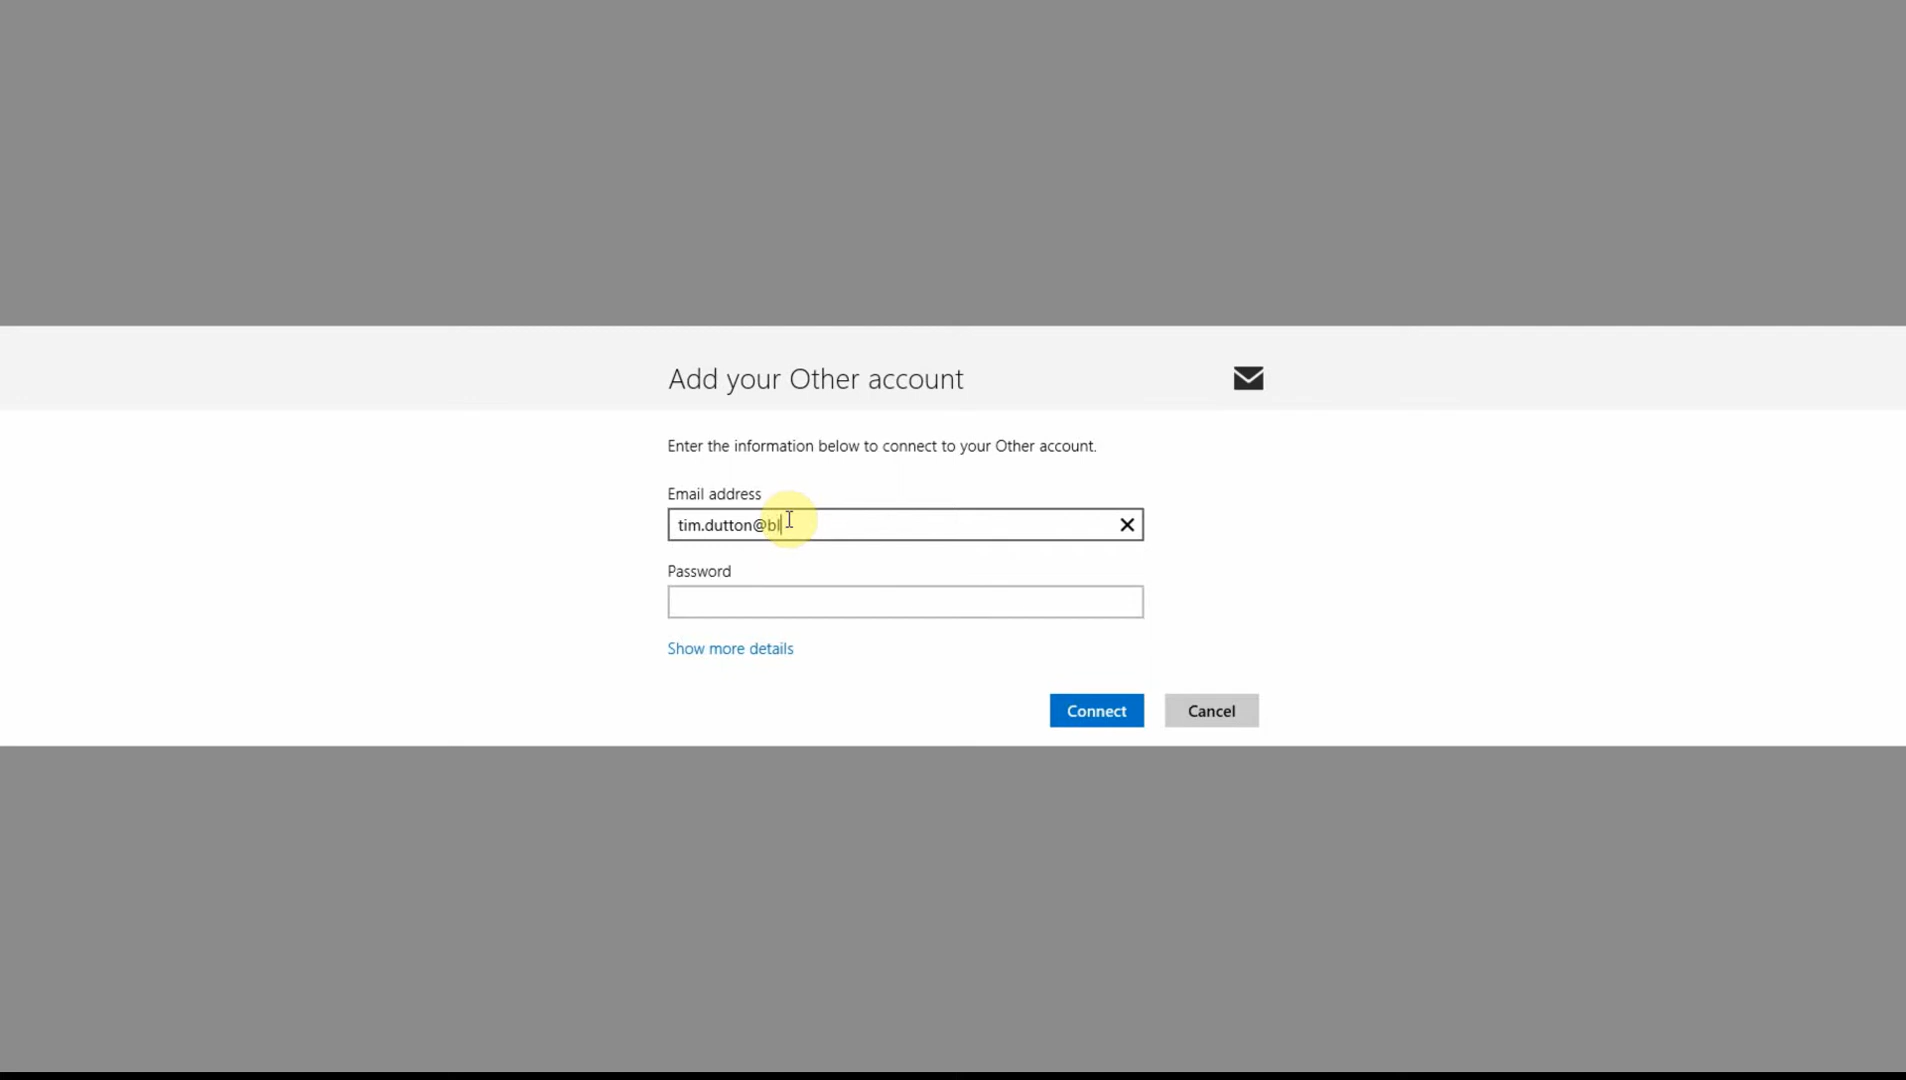 Add your Other account
Enter the information below to connect to your Other account.
Email address
tim.dutton@bl
Password
Show more details
Connect
Cancel